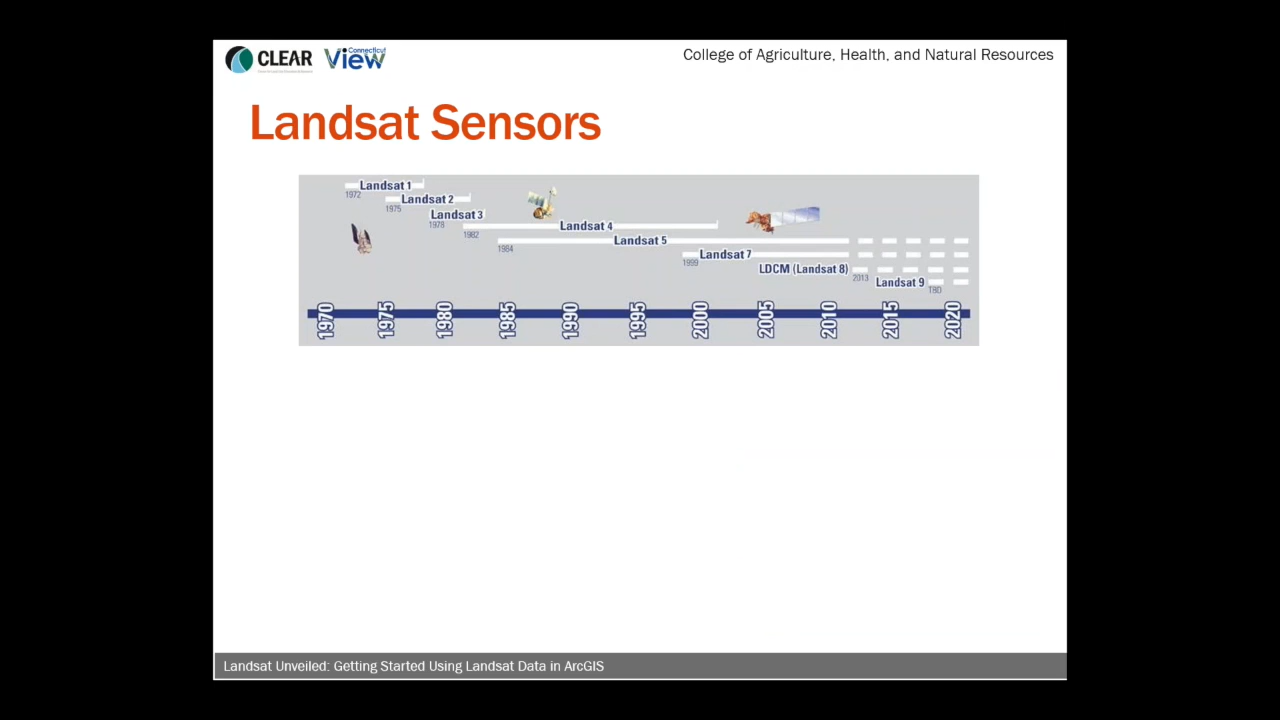 CLEAR
Connecticut
View
College of Agriculture, Health, and Natural Resources
Landsat Sensors
Landsat 1
1972
Landsat 2
1975
Landsat 3
1978
Landsat 4
1982
Landsat 5
1984
Landsat 7
1999
LDCM (Landsat 8)
2013
Landsat 9
TBD
1970 1975 1980 1985 1990 1995 2000 2005 2010 2015 2020
Landsat Unveiled: Getting Started Using Landsat Data in ArcGIS